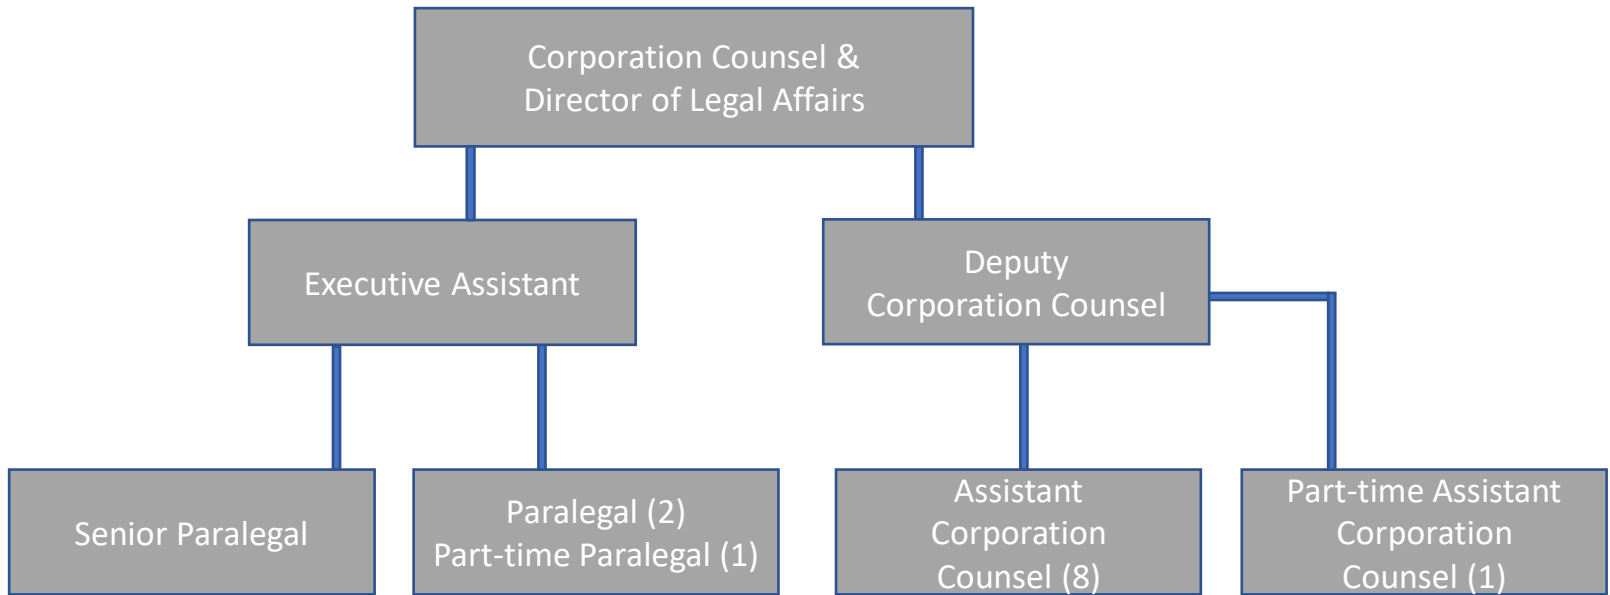 Corporation Counsel &
Director of Legal Affairs
Executive Assistant
Deputy
Corporation Counsel
Senior Paralegal
Paralegal (2)
Part-time Paralegal (1)
Assistant
Corporation
Counsel (8)
Part-time Assistant
Corporation
Counsel (1)